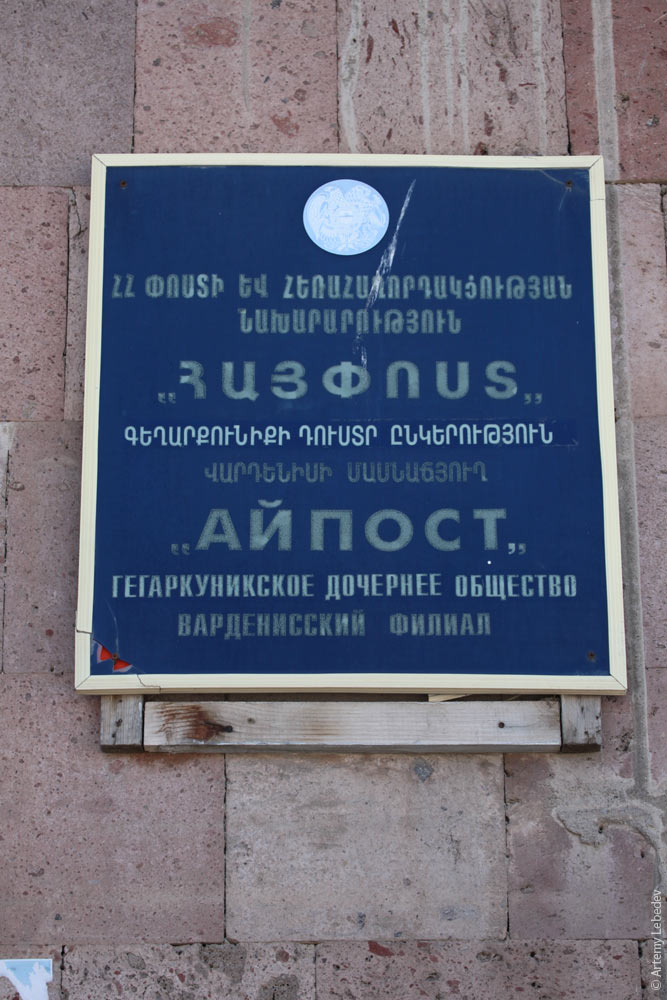 ՀՀ ՓՈՍՏԻ ԵՎ ՀԵՌԱՀԱՂՈՐԴԱԿՑՈՒԹՅԱՆ
ՆԱԽԱՐԱՐՈՒԹՅՈՒՆ
„ՀԱՅՓՈՍՏ„
ԳԵՂԱՐՔՈՒՆԻՔԻ ԴՈՒՍՏՐ ԸՆԿԵՐՈՒԹՅՈՒՆ
ՎԱՐԴԵՆԻՍԻ ՄԱՍՆԱՃՅՈՒՂ
„АЙПОСТ„
ГЕГАРКУНИКСКОЕ ДОЧЕРНЕЕ ОБЩЕСТВО
ВАРДЕНИССКИЙ ФИЛИАЛ
© Artemy Lebedev